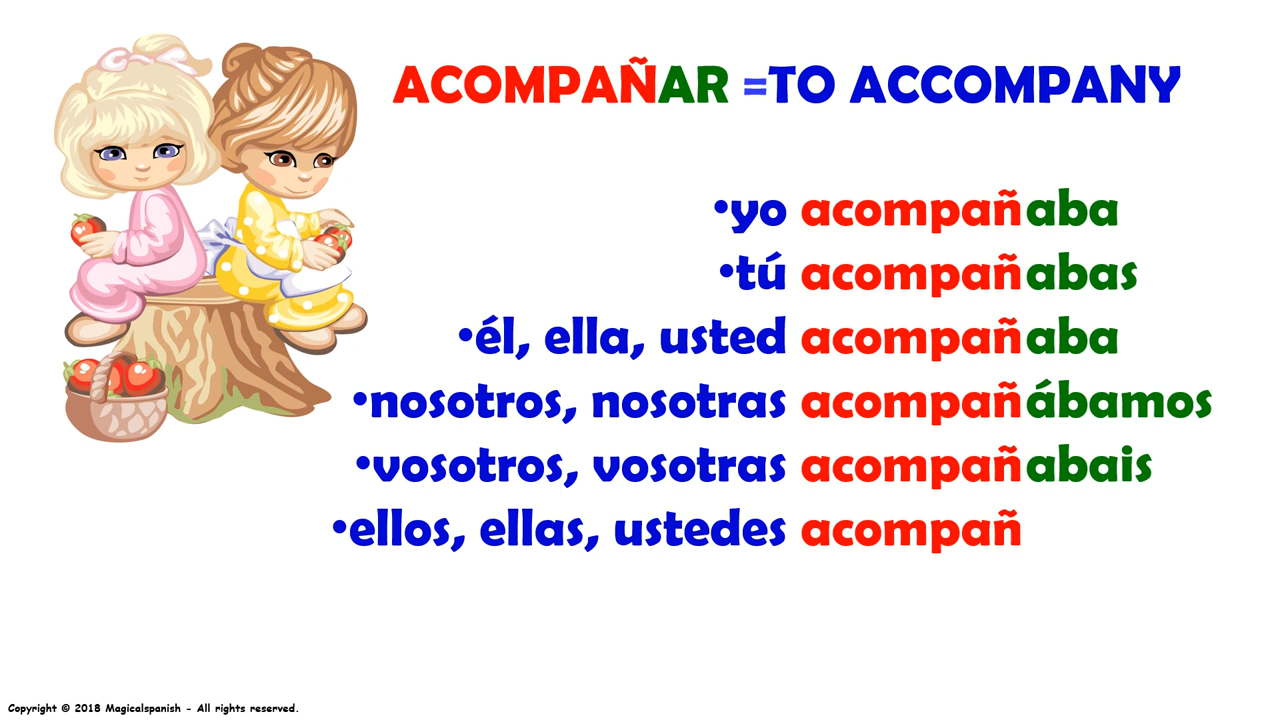 ACOMPAÑAR =TO ACCOMPANY
•yo acompañaba
•tú acompañabas
•él, ella, usted acompañaba
•nosotros, nosotras acompañábamos
•vosotros, vosotras acompañabais
•ellos, ellas, ustedes acompañ
Copyright © 2018 Magicalspanish - All rights reserved.